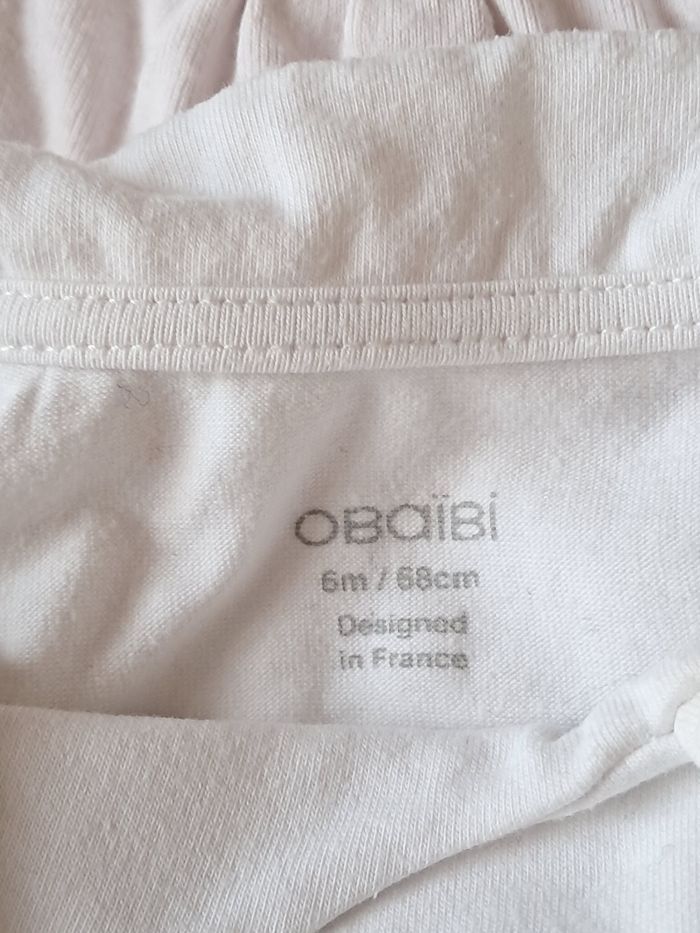 OBaïBi
6m / 68cm
Designed
in France